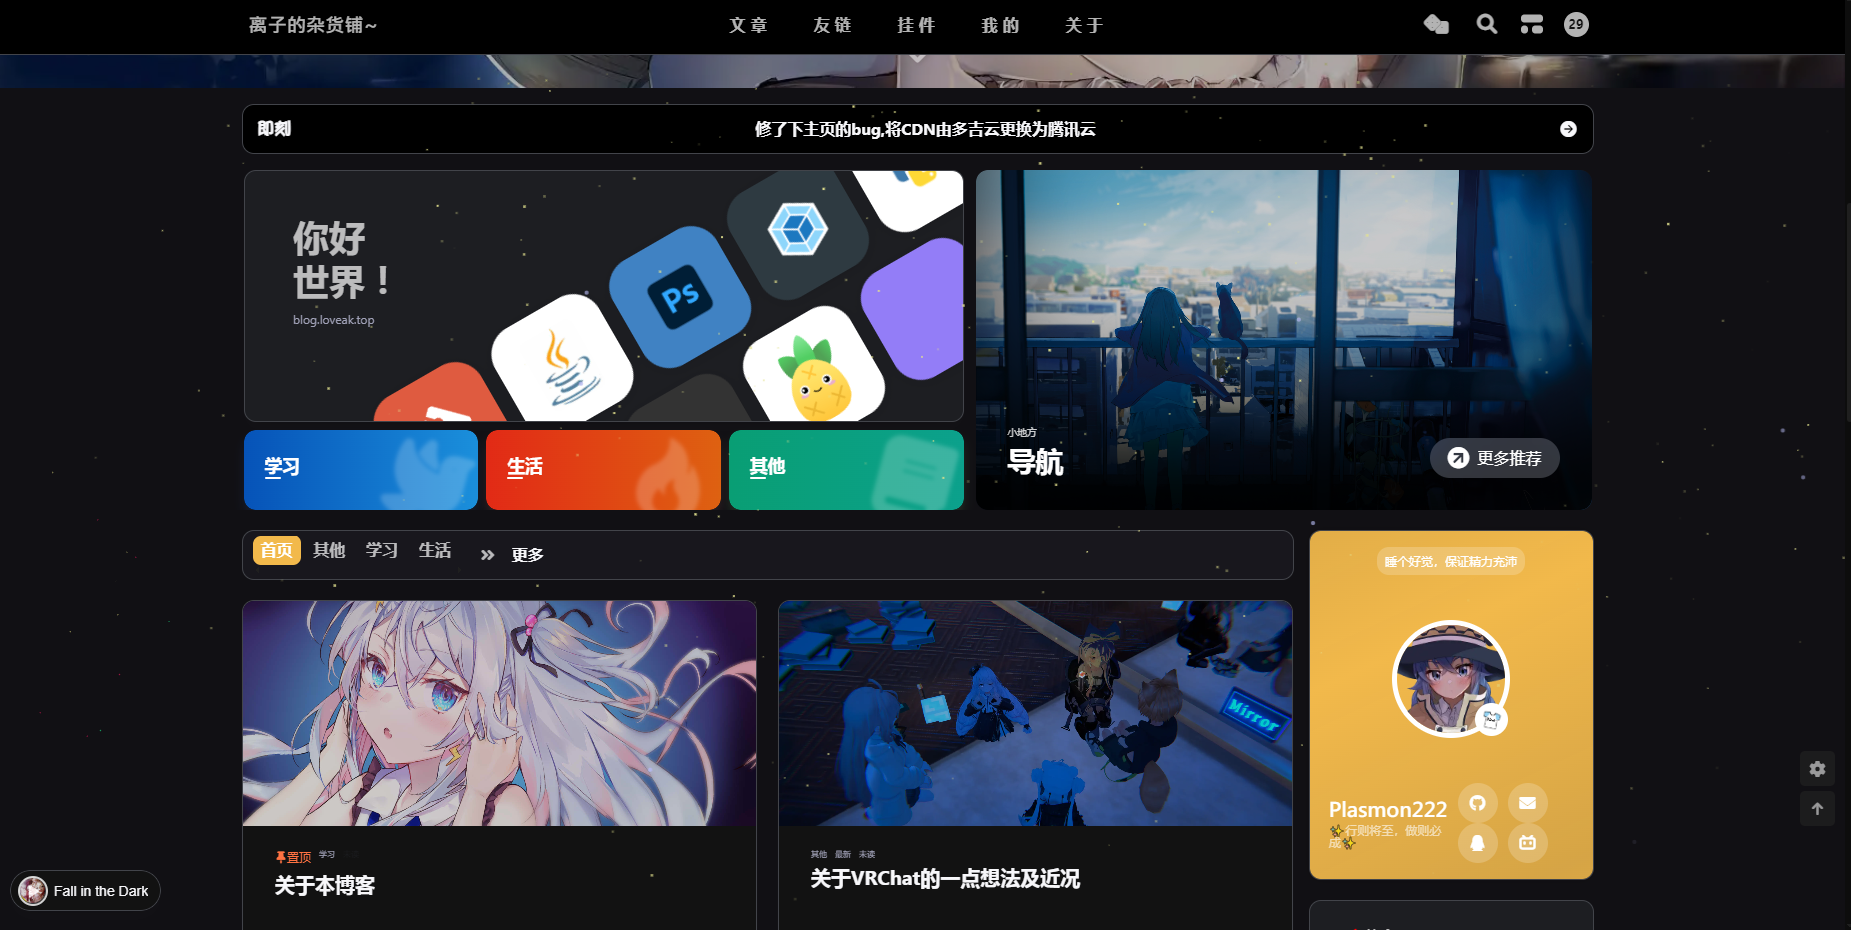 离子的杂货铺~
文章 友链 挂件 我的 关于
29
即刻
修了下主页的bug,将CDN由多吉云更换为腾讯云
你好
世界！
blog.loveak.top
Ps
小地方
导航
更多推荐
学习
生活
其他
首页 其他 学习 生活 更多
睡个好觉，保证精力充沛
Mirror
Plasmon222
✨行则将至，做则必
成✨
置顶 学习
关于本博客
其他 最新 未读
关于VRChat的一点想法及近况
Fall in the Dark